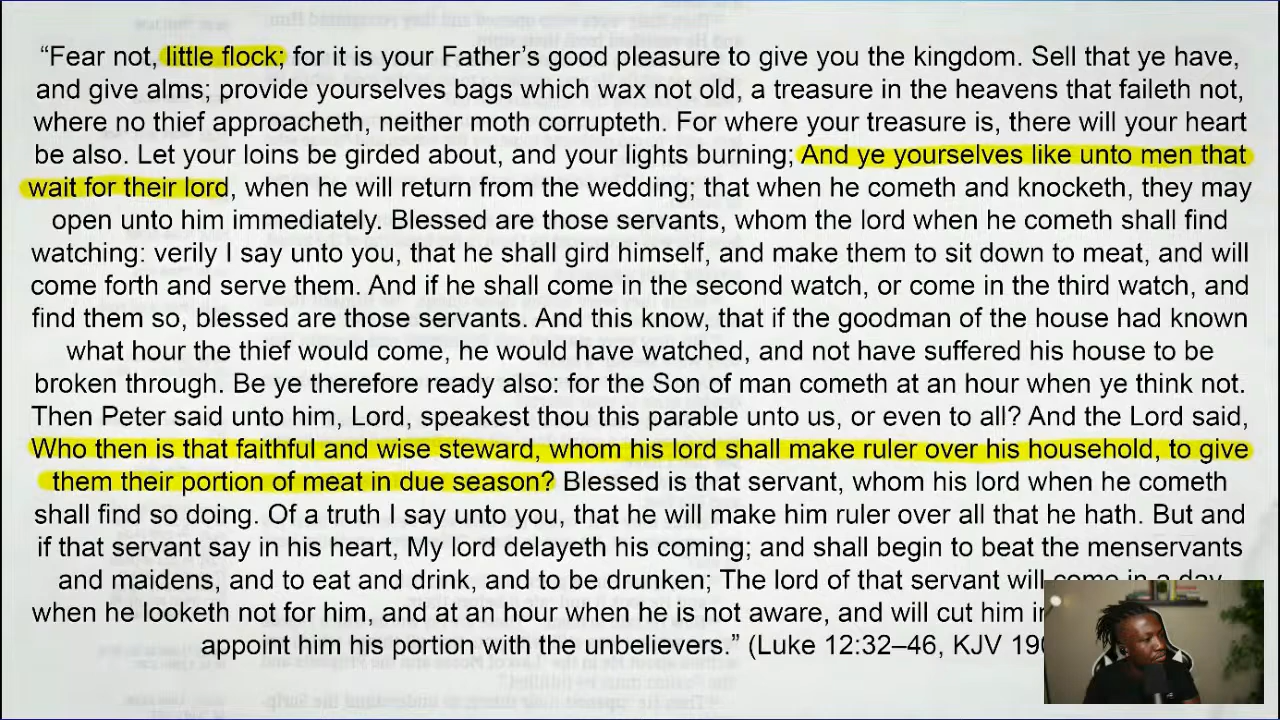 “Fear not, little flock; for it is your Father’s good pleasure to give you the kingdom. Sell that ye have,
and give alms; provide yourselves bags which wax not old, a treasure in the heavens that faileth not,
where no thief approacheth, neither moth corrupteth. For where your treasure is, there will your heart
be also. Let your loins be girded about, and your lights burning; And ye yourselves like unto men that
wait for their lord, when he will return from the wedding; that when he cometh and knocketh, they may
open unto him immediately. Blessed are those servants, whom the lord when he cometh shall find
watching: verily I say unto you, that he shall gird himself, and make them to sit down to meat, and will
come forth and serve them. And if he shall come in the second watch, or come in the third watch, and
find them so, blessed are those servants. And this know, that if the goodman of the house had known
what hour the thief would come, he would have watched, and not have suffered his house to be
broken through. Be ye therefore ready also: for the Son of man cometh at an hour when ye think not.
Then Peter said unto him, Lord, speakest thou this parable unto us, or even to all? And the Lord said,
Who then is that faithful and wise steward, whom his lord shall make ruler over his household, to give
them their portion of meat in due season? Blessed is that servant, whom his lord when he cometh
shall find so doing. Of a truth I say unto you, that he will make him ruler over all that he hath. But and
if that servant say in his heart, My lord delayeth his coming; and shall begin to beat the menservants
and maidens, and to eat and drink, and to be drunken; The lord of that servant will come in a day
when he looketh not for him, and at an hour when he is not aware, and will cut him
appoint him his portion with the unbelievers.” (Luke 12:32–46, KJV